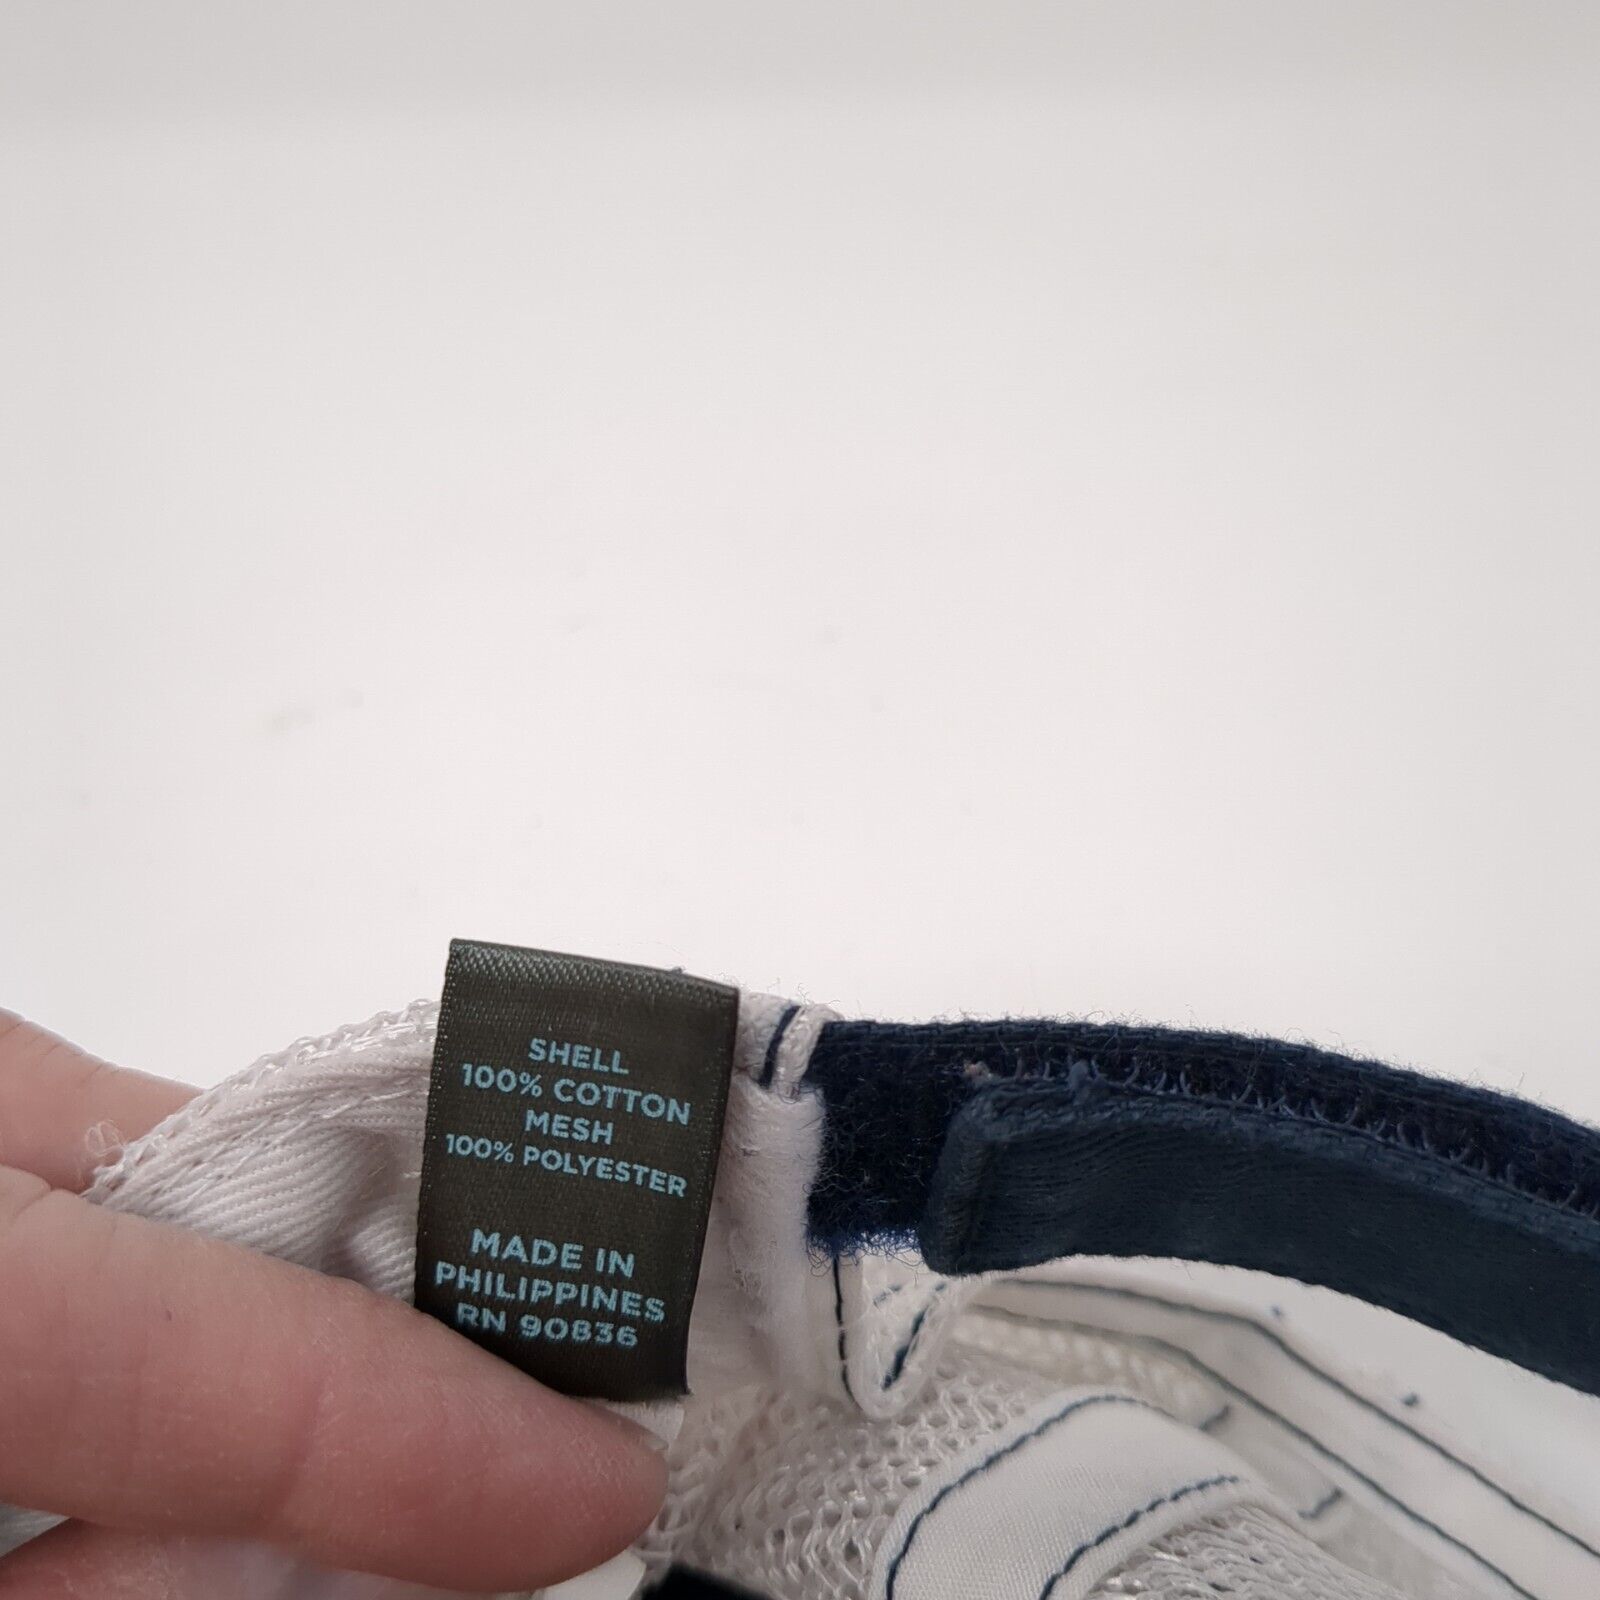 SHELL
100% COTTON
MESH
100% POLYESTER
MADE IN
PHILIPPINES
RN 90836